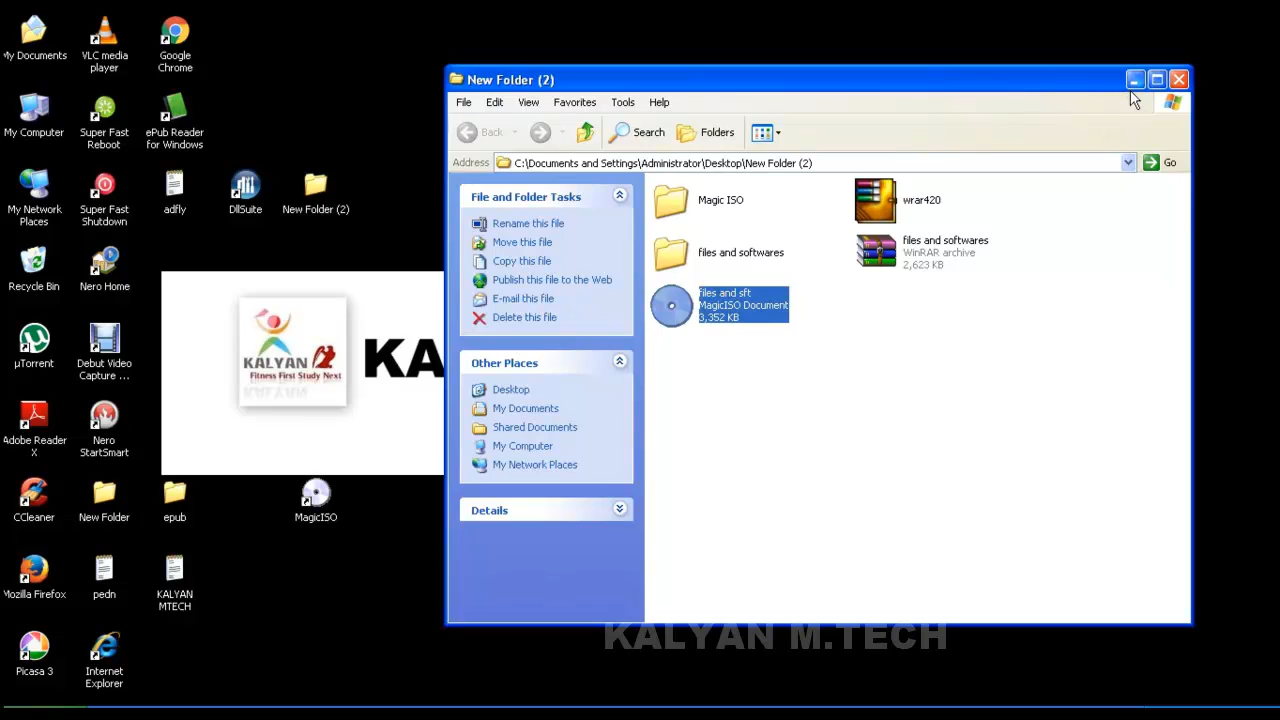 My Documents
VLC media
player
Google
Chrome
My Computer
Super Fast
Reboot
ePub Reader
for Windows
My Network
Places
Super Fast
Shutdown
adfly
DllSuite
New Folder (2)
Recycle Bin
Nero Home
µTorrent
Debut Video
Capture ...
Adobe Reader
X
Nero
StartSmart
CCleaner
New Folder
epub
MagicISO
Mozilla Firefox
pedn
KALYAN
MTECH
Picasa 3
Internet
Explorer
KALYAN
Fitness First Study Next
KA
New Folder (2)
File Edit View Favorites Tools Help
Back Search Folders
Address C:\Documents and Settings\Administrator\Desktop\New Folder (2) Go
File and Folder Tasks
Rename this file
Move this file
Copy this file
Publish this file to the Web
E-mail this file
Delete this file
Other Places
Desktop
My Documents
Shared Documents
My Computer
My Network Places
Details
Magic ISO
wrar420
files and softwares
files and softwares
WinRAR archive
2,623 KB
files and sft
MagicISO Document
3,352 KB
KALYAN M.TECH